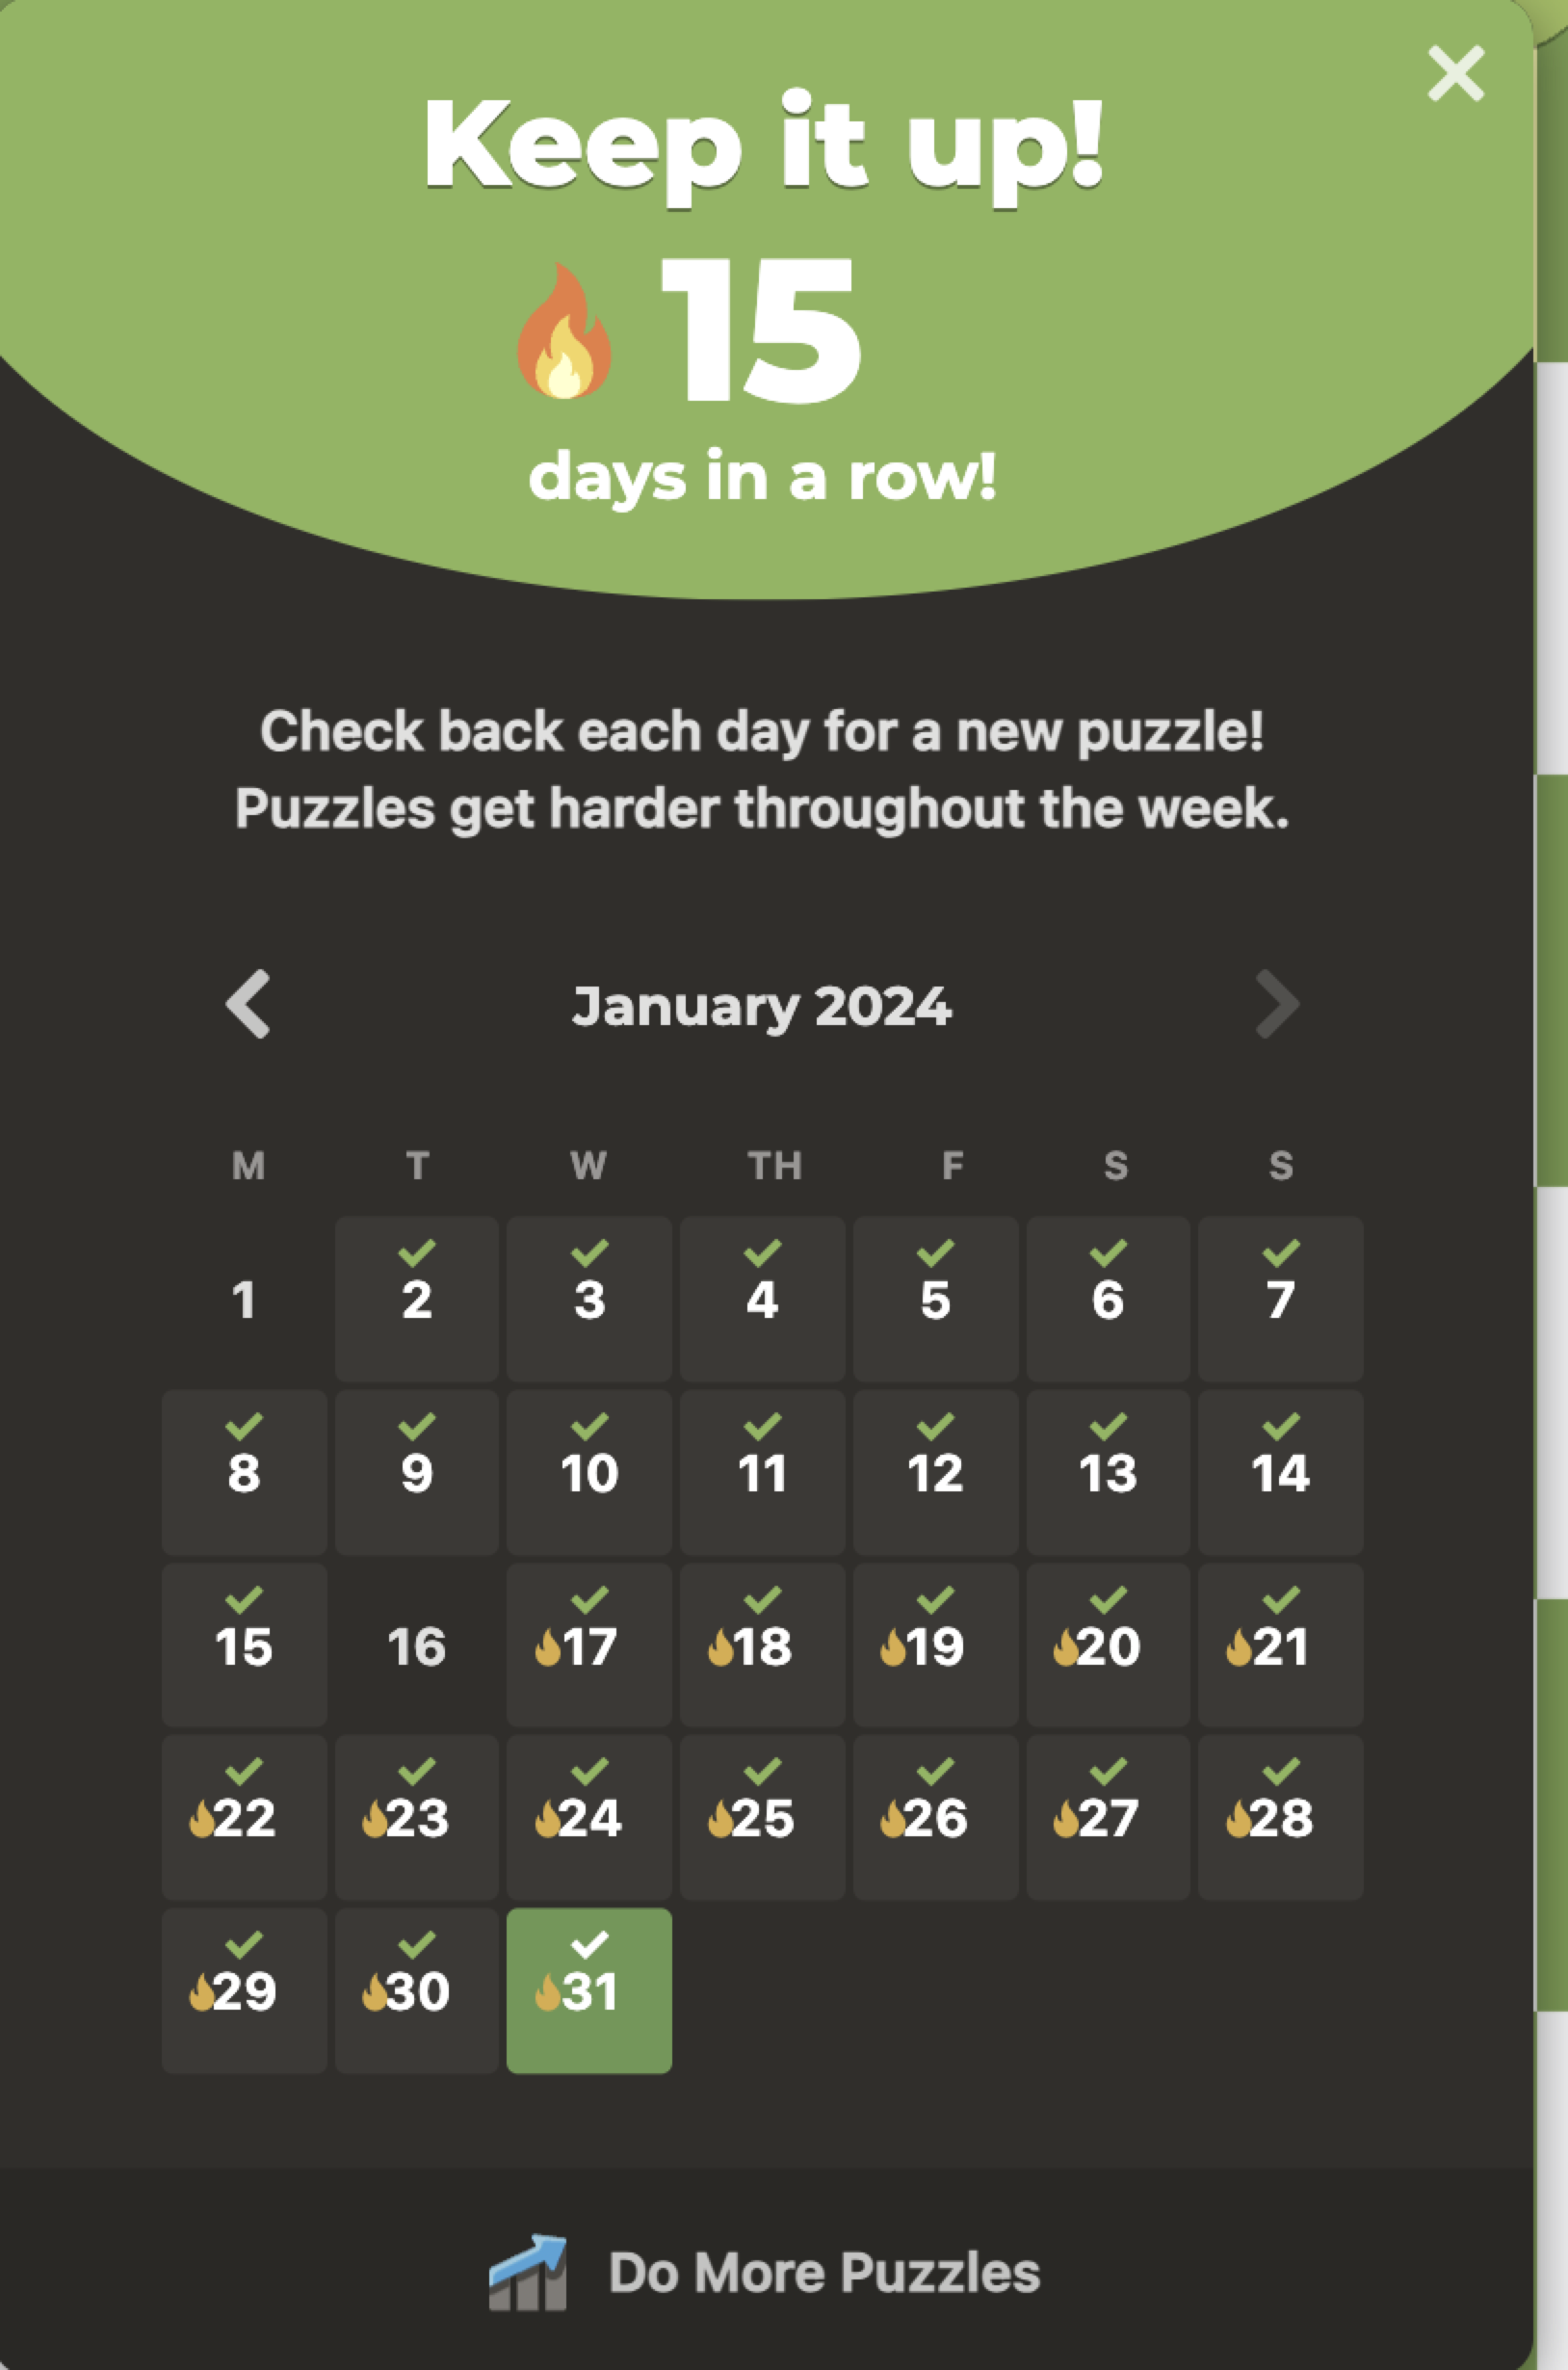 Keep it up!
15
days in a row!
Check back each day for a new puzzle!
Puzzles get harder throughout the week.
January 2024
M T W TH F S S
1 2 3 4 5 6 7
8 9 10 11 12 13 14
15 16 17 18 19 20 21
22 23 24 25 26 27 28
29 30 31
Do More Puzzles